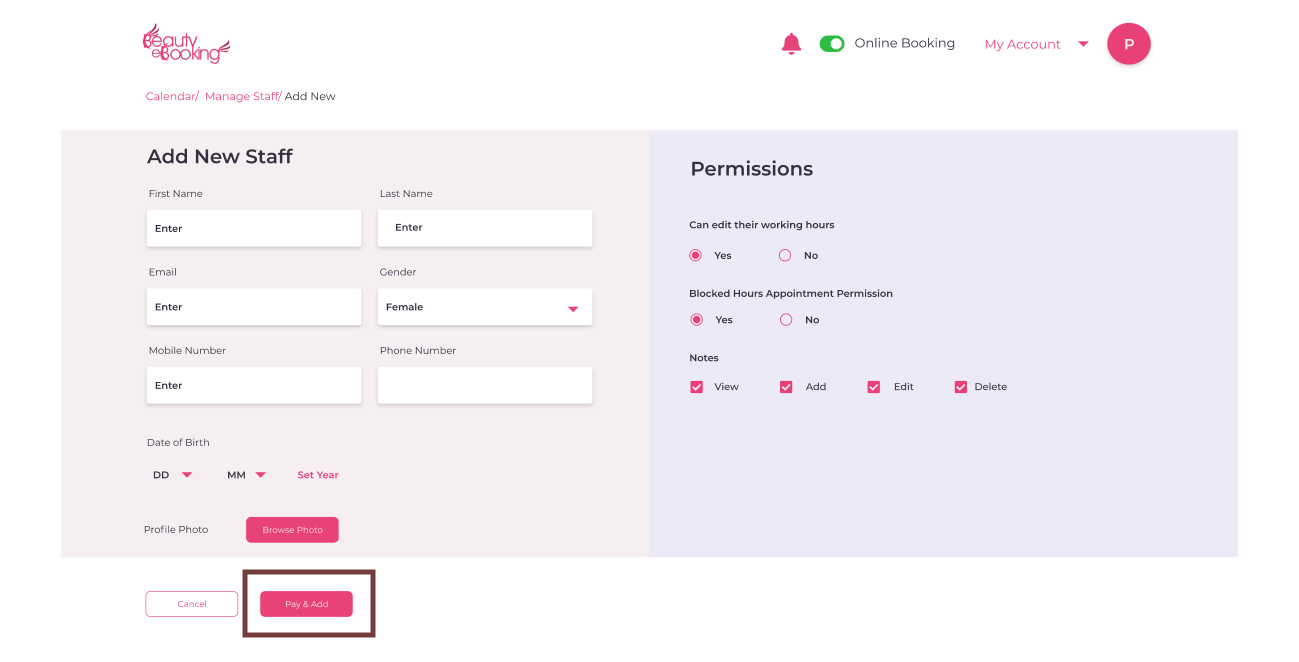 Beauty
eBooking
Online Booking
My Account
P
Calendar/ Manage Staff/ Add New
Add New Staff
First Name
Last Name
Enter
Enter
Email
Gender
Enter
Female
Mobile Number
Phone Number
Enter
Date of Birth
DD
MM
Set Year
Profile Photo
Browse Photo
Permissions
Can edit their working hours
Yes
No
Blocked Hours Appointment Permission
Yes
No
Notes
View
Add
Edit
Delete
Cancel
Pay & Add